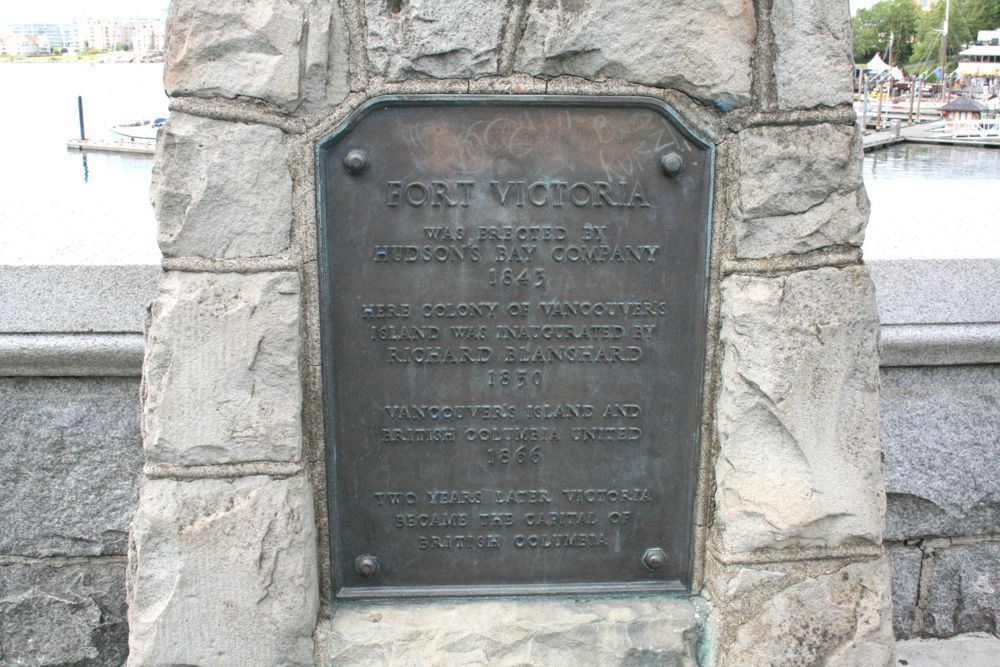 FORT VICTORIA
WAS ERECTED BY
HUDSON'S BAY COMPANY
1843
HERE COLONY OF VANCOUVER'S
ISLAND WAS INAUGURATED BY
RICHARD BLANSHARD
1850
VANCOUVER'S ISLAND AND
BRITISH COLUMBIA UNITED
1866
TWO YEARS LATER VICTORIA
BECAME THE CAPITAL OF
BRITISH COLUMBIA